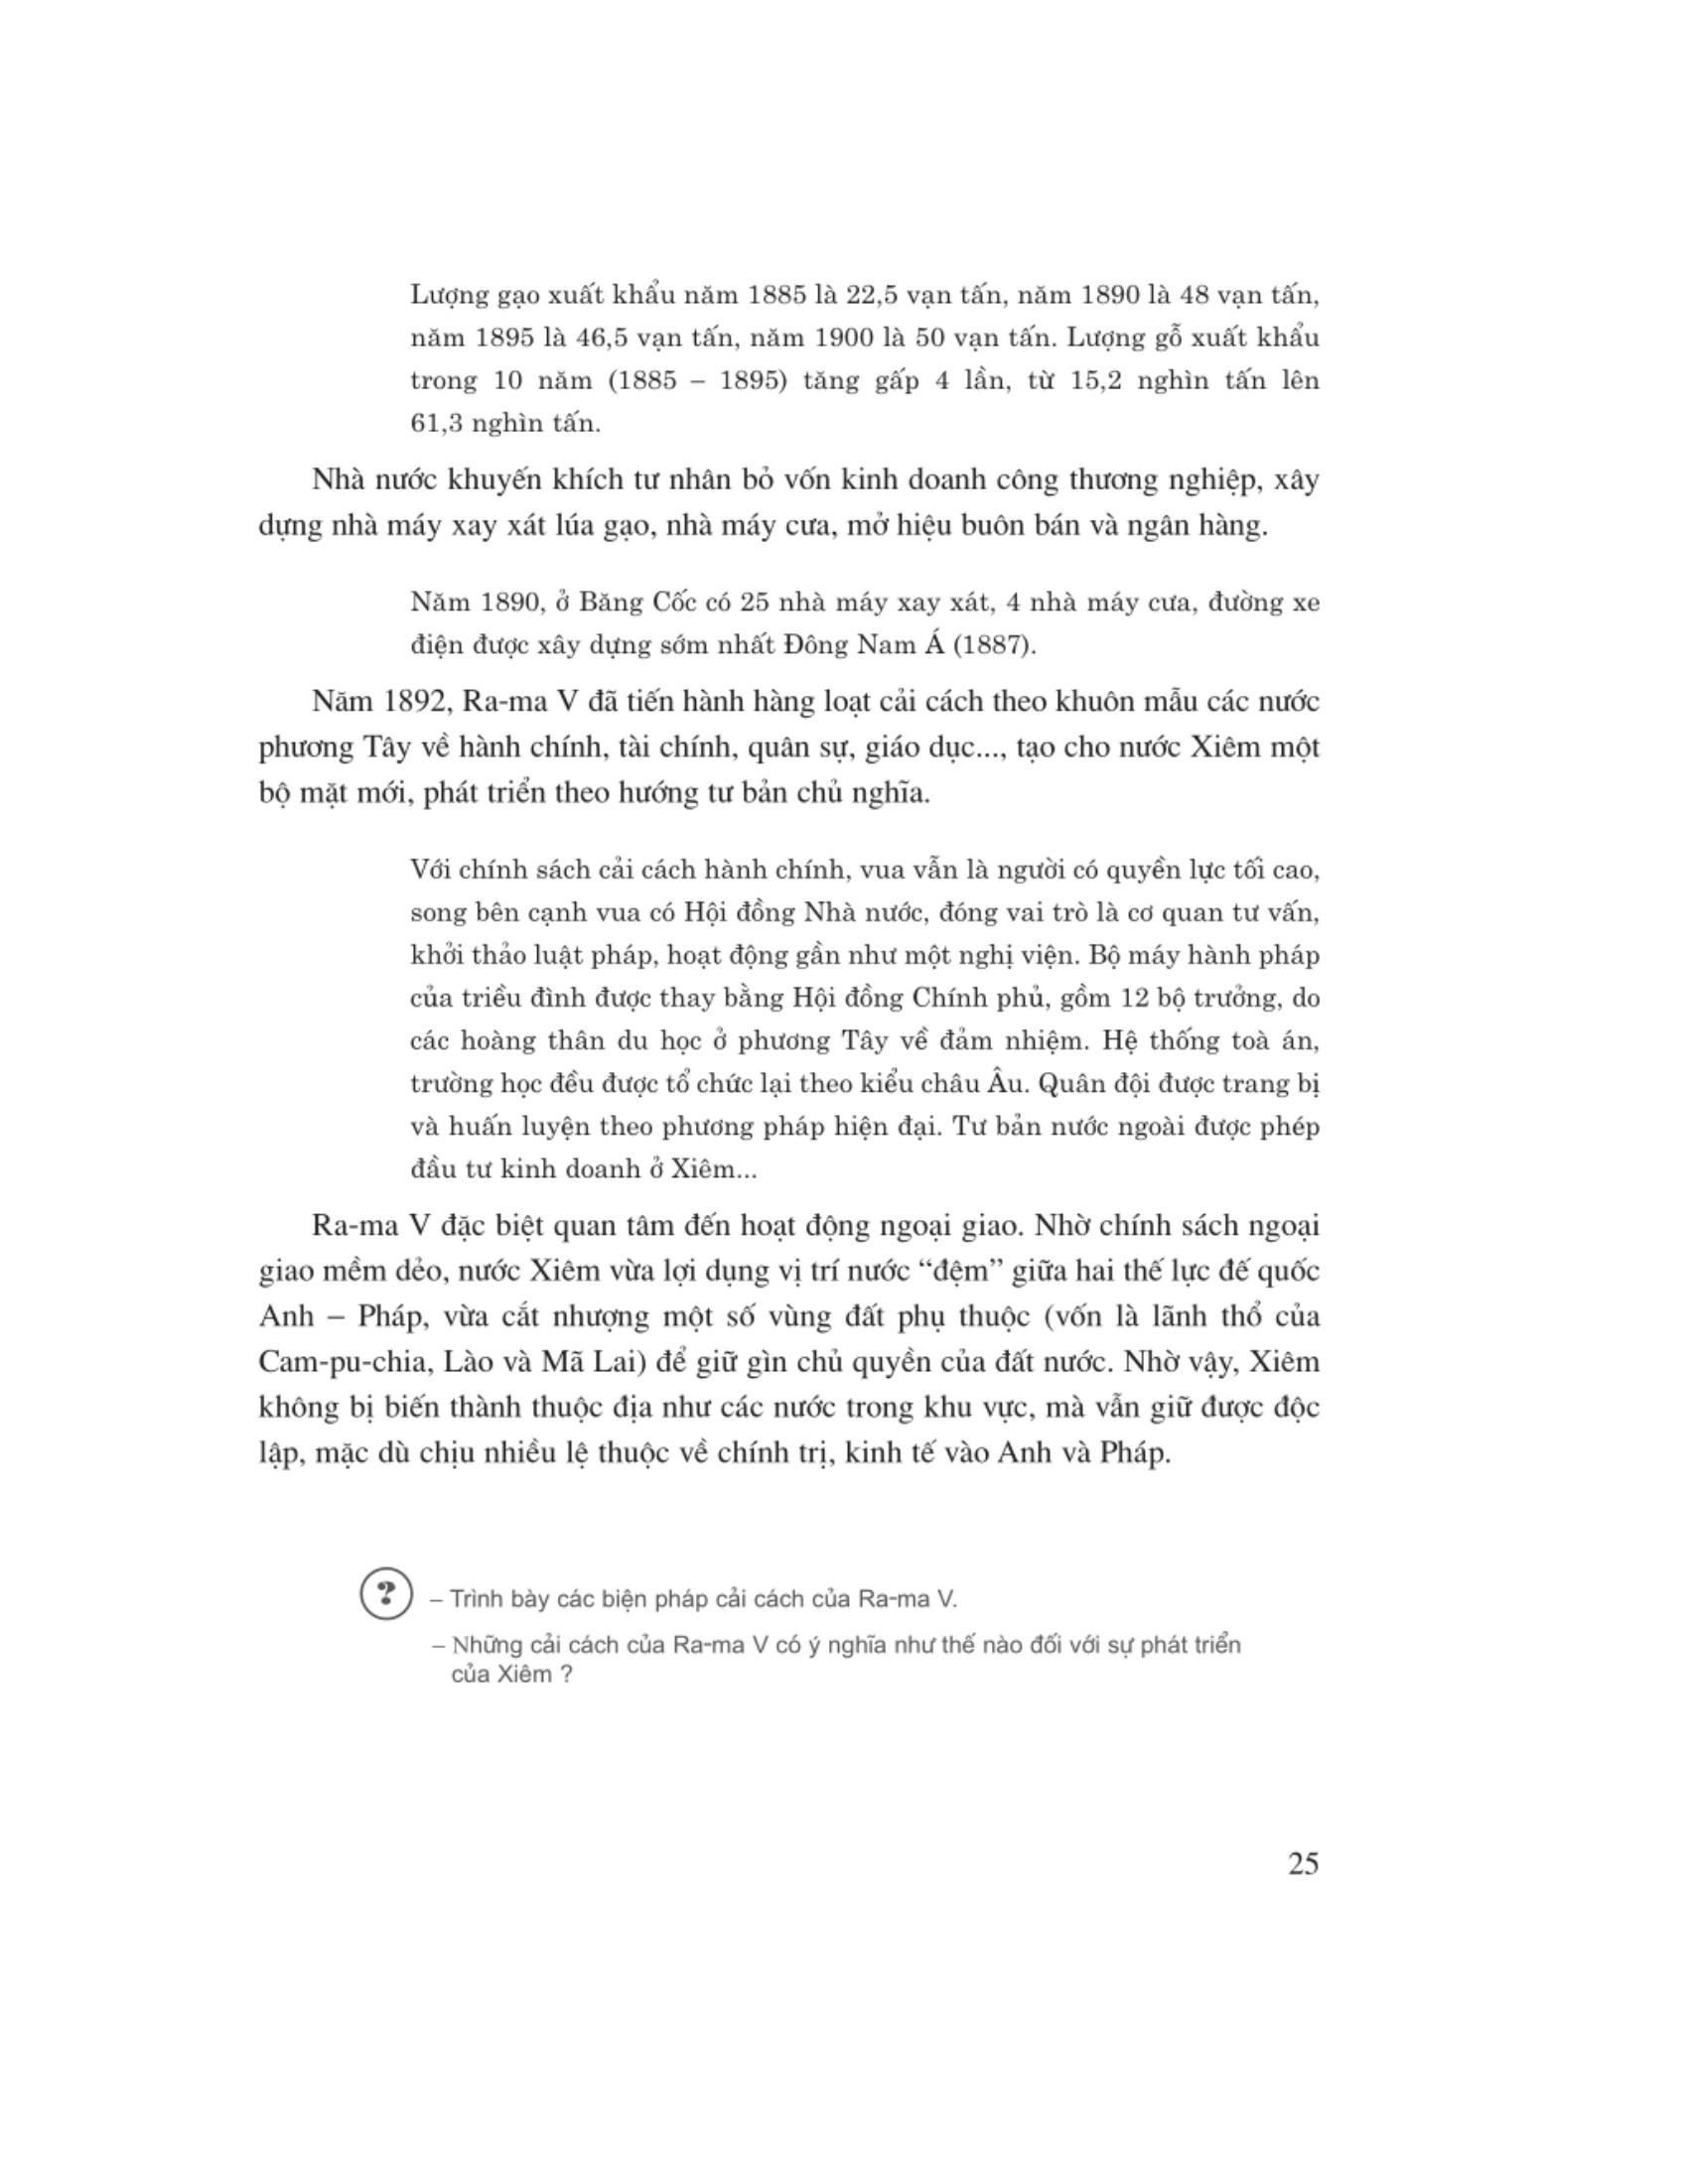 Lượng gạo xuất khẩu năm 1885 là 22,5 vạn tấn, năm 1890 là 48 vạn tấn,
năm 1895 là 46,5 vạn tấn, năm 1900 là 50 vạn tấn. Lượng gỗ xuất khẩu
trong 10 năm (1885 – 1895) tăng gấp 4 lần, từ 15,2 nghìn tấn lên
61,3 nghìn tấn.
Nhà nước khuyến khích tư nhân bỏ vốn kinh doanh công thương nghiệp, xây
dựng nhà máy xay xát lúa gạo, nhà máy cưa, mở hiệu buôn bán và ngân hàng.
Năm 1890, ở Băng Cốc có 25 nhà máy xay xát, 4 nhà máy cưa, đường xe
điện được xây dựng sớm nhất Đông Nam Á (1887).
Năm 1892, Ra-ma V đã tiến hành hàng loạt cải cách theo khuôn mẫu các nước
phương Tây về hành chính, tài chính, quân sự, giáo dục..., tạo cho nước Xiêm một
bộ mặt mới, phát triển theo hướng tư bản chủ nghĩa.
Với chính sách cải cách hành chính, vua vẫn là người có quyền lực tối cao,
song bên cạnh vua có Hội đồng Nhà nước, đóng vai trò là cơ quan tư vấn,
khởi thảo luật pháp, hoạt động gần như một nghị viện. Bộ máy hành pháp
của triều đình được thay bằng Hội đồng Chính phủ, gồm 12 bộ trưởng, do
các hoàng thân du học ở phương Tây về đảm nhiệm. Hệ thống toà án,
trường học đều được tổ chức lại theo kiểu châu Âu. Quân đội được trang bị
và huấn luyện theo phương pháp hiện đại. Tư bản nước ngoài được phép
đầu tư kinh doanh ở Xiêm...
Ra-ma V đặc biệt quan tâm đến hoạt động ngoại giao. Nhờ chính sách ngoại
giao mềm dẻo, nước Xiêm vừa lợi dụng vị trí nước “đệm” giữa hai thế lực đế quốc
Anh – Pháp, vừa cắt nhượng một số vùng đất phụ thuộc (vốn là lãnh thổ của
Cam-pu-chia, Lào và Mã Lai) để giữ gìn chủ quyền của đất nước. Nhờ vậy, Xiêm
không bị biến thành thuộc địa như các nước trong khu vực, mà vẫn giữ được độc
lập, mặc dù chịu nhiều lệ thuộc về chính trị, kinh tế vào Anh và Pháp.
? – Trình bày các biện pháp cải cách của Ra-ma V.
– Những cải cách của Ra-ma V có ý nghĩa như thế nào đối với sự phát triển
của Xiêm ?
25